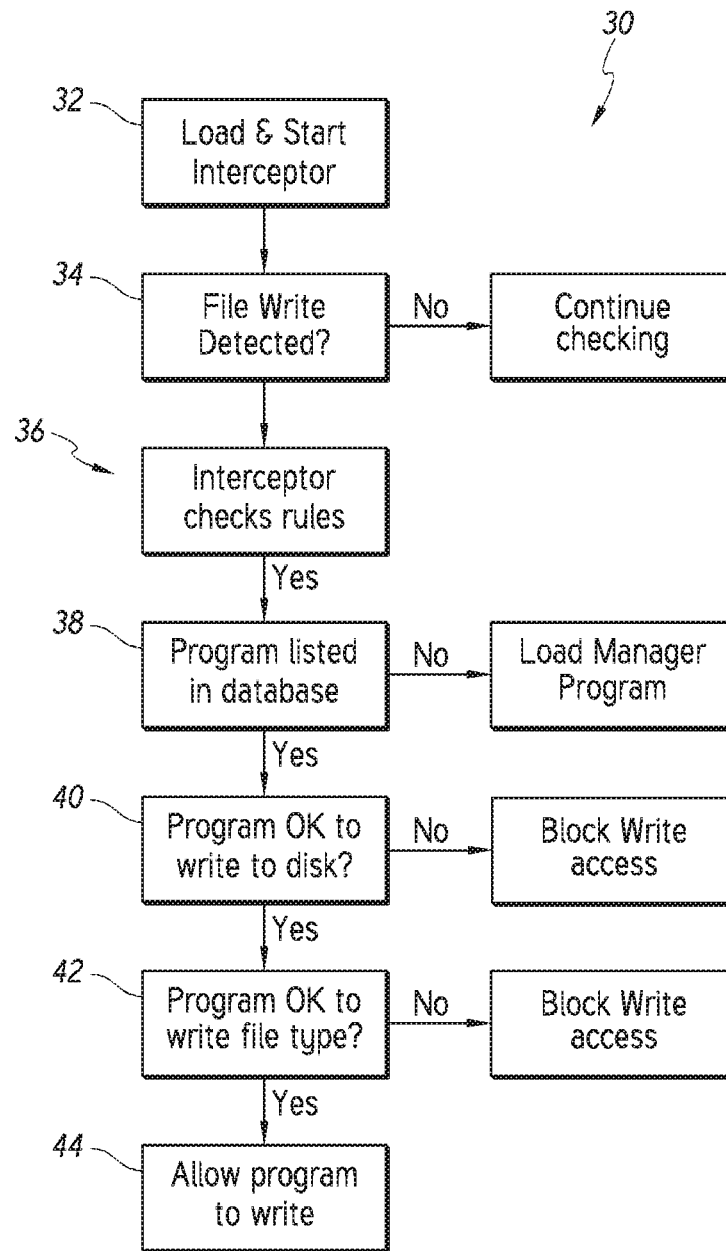 30
32
Load & Start
Interceptor
34
File Write
Detected?
No
Continue
checking
36
Interceptor
checks rules
Yes
38
Program listed
in database
No
Load Manager
Program
Yes
40
Program OK to
write to disk?
No
Block Write
access
Yes
42
Program OK to
write file type?
No
Block Write
access
Yes
44
Allow program
to write